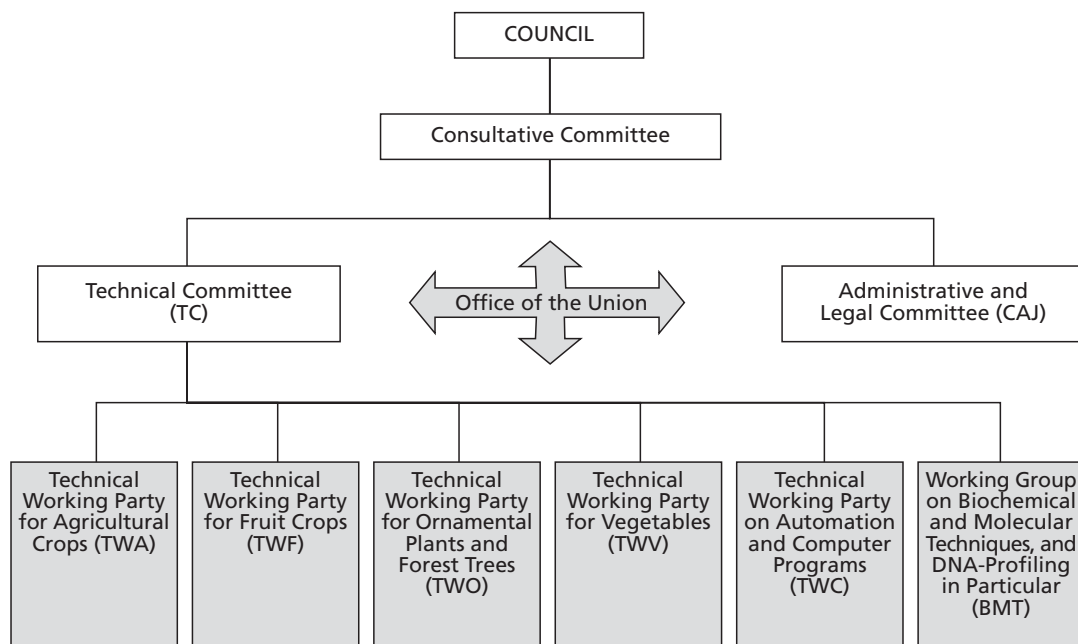 COUNCIL
Consultative Committee
Technical Committee
(TC)
Office of the Union
Administrative and
Legal Committee (CAJ)
Technical
Working Party
for Agricultural
Crops (TWA)
Technical
Working Party
for Fruit Crops
(TWF)
Technical
Working Party
for Ornamental
Plants and
Forest Trees
(TWO)
Technical
Working Party
for Vegetables
(TWV)
Technical
Working Party
on Automation
and Computer
Programs
(TWC)
Working Group
on Biochemical
and Molecular
Techniques, and
DNA-Profiling
in Particular
(BMT)